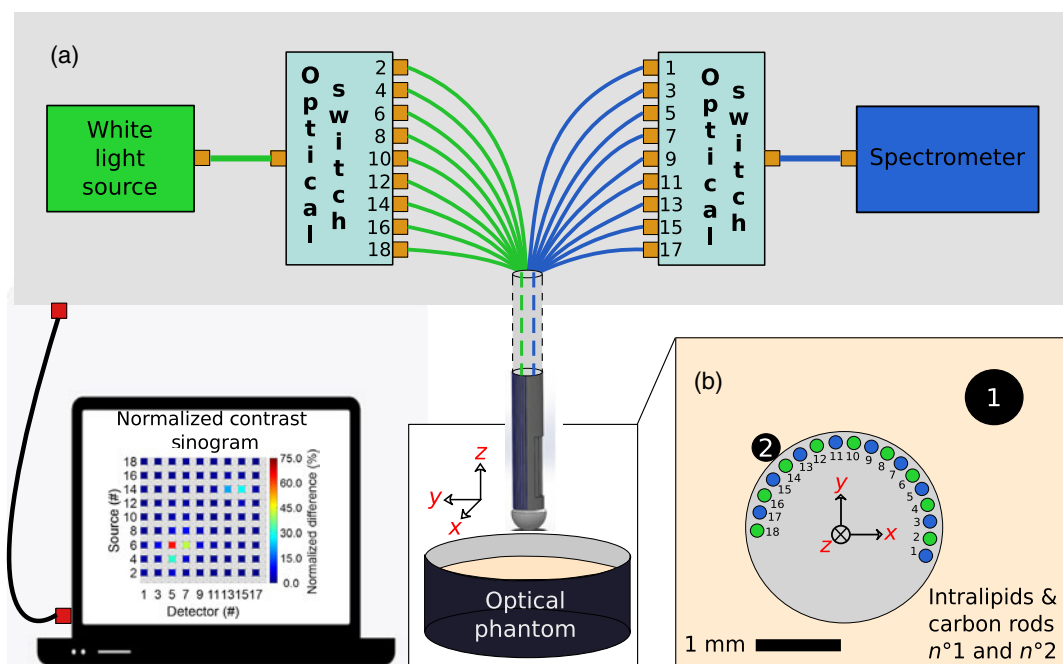 (a)
White
light
source
Optical
switch
2
4
6
8
10
12
14
16
18
1
3
5
7
9
11
13
15
17
Optical
switch
Spectrometer
Normalized contrast
sinogram
Source (#)
18
16
14
12
10
8
6
4
2
1 3 5 7 9 11 13 15 17
Detector (#)
75.0
60.0
45.0
30.0
15.0
0.0
Normalized difference (%)
z
y
x
Optical
phantom
(b)
1
2
18
17
16
15
14
13
12
11
10
9
8
7
6
5
4
3
2
1
y
x
z
Intralipids &
carbon rods
n°1 and n°2
1 mm